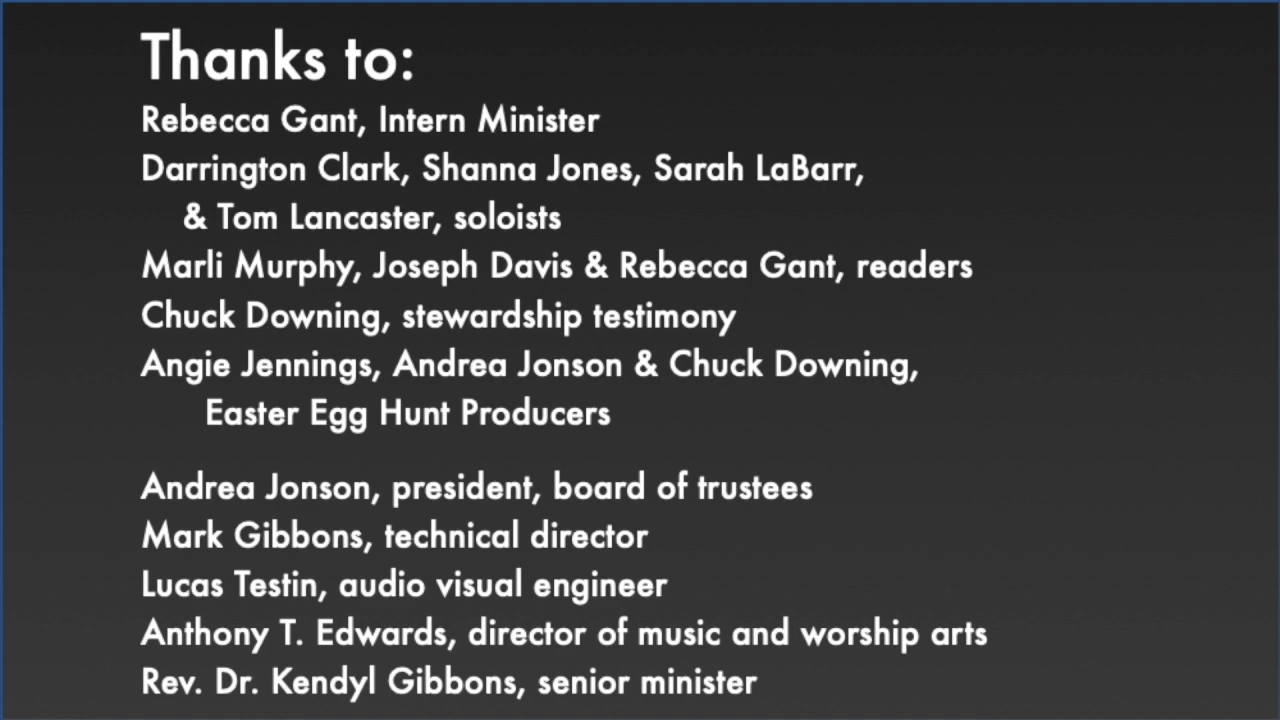 Thanks to:
Rebecca Gant, Intern Minister
Darrington Clark, Shanna Jones, Sarah LaBarr,
& Tom Lancaster, soloists
Marli Murphy, Joseph Davis & Rebecca Gant, readers
Chuck Downing, stewardship testimony
Angie Jennings, Andrea Jonson & Chuck Downing,
Easter Egg Hunt Producers
Andrea Jonson, president, board of trustees
Mark Gibbons, technical director
Lucas Testin, audio visual engineer
Anthony T. Edwards, director of music and worship arts
Rev. Dr. Kendyl Gibbons, senior minister